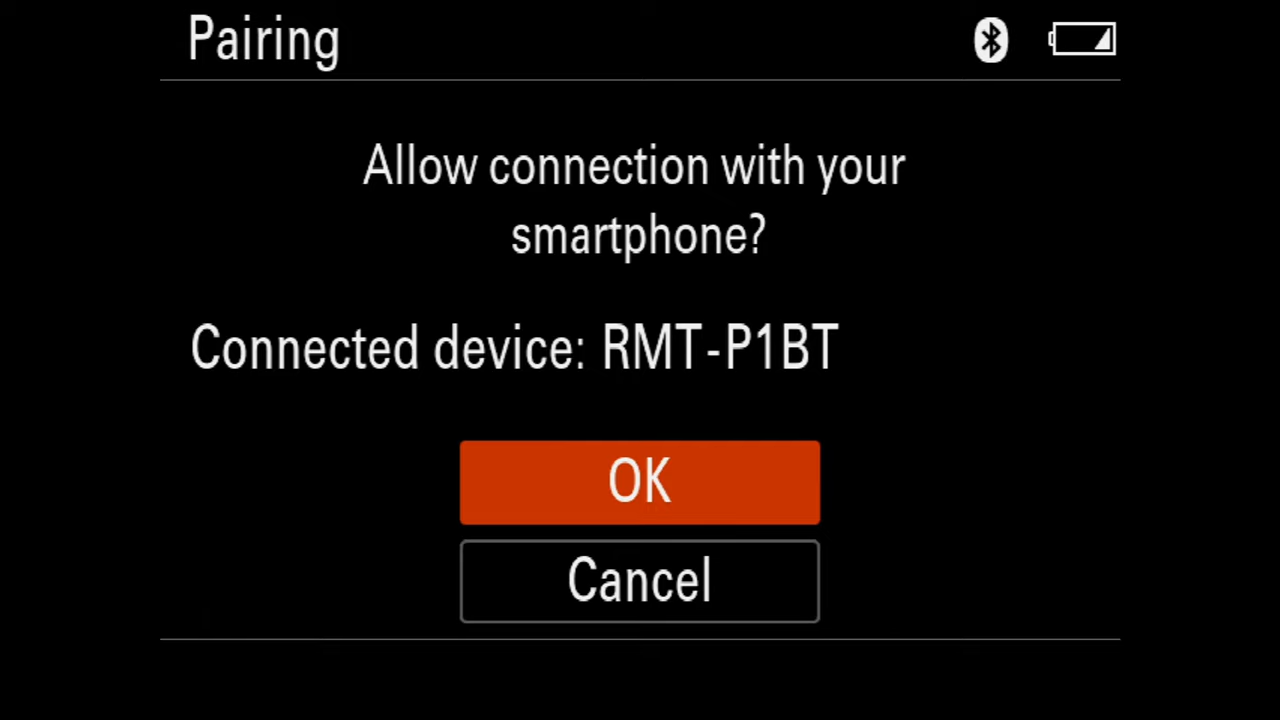 Pairing
Allow connection with your
smartphone?
Connected device: RMT-P1BT
OK
Cancel